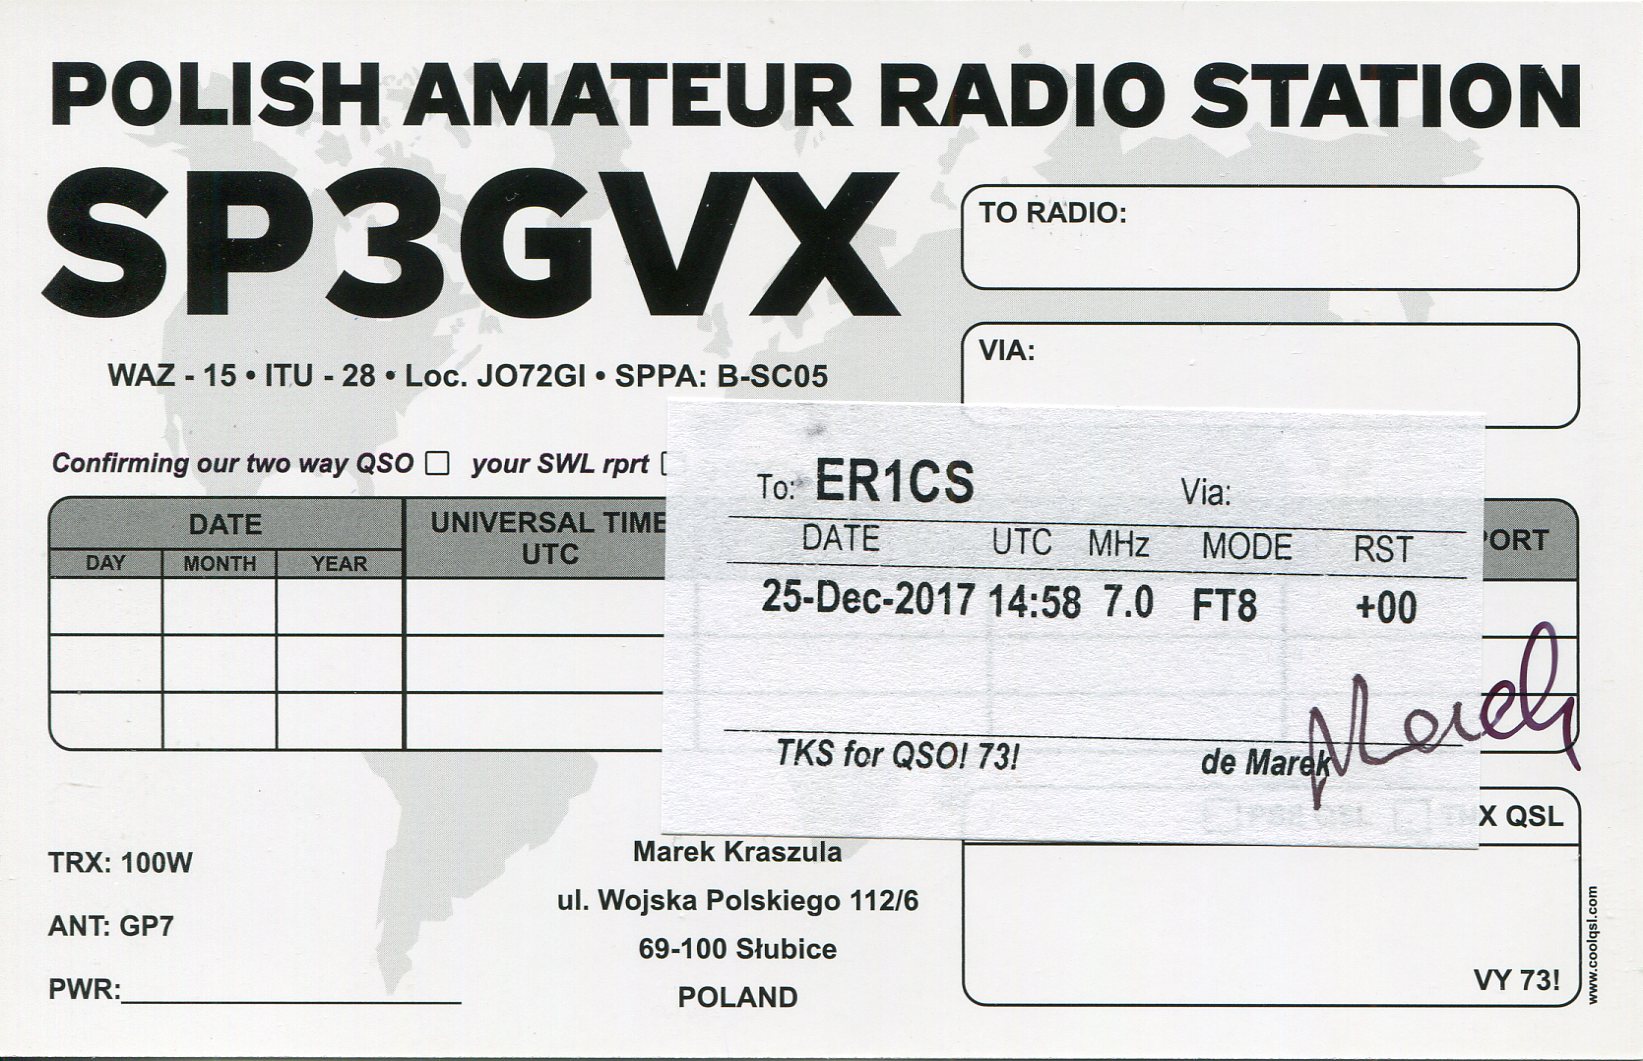 POLISH AMATEUR RADIO STATION
SP3GVX
TO RADIO:
VIA:
WAZ - 15 • ITU - 28 • Loc. JO72GI • SPPA: B-SC05
Confirming our two way QSO □ your SWL rprt
DATE
DAY MONTH YEAR
UNIVERSAL TIME
UTC
PORT
To: ER1CS Via:
DATE UTC MHz MODE RST
25-Dec-2017 14:58 7.0 FT8 +00
TKS for QSO! 73! de Marek
Marek
PSE QSL TNX QSL
TRX: 100W
ANT: GP7
PWR:
Marek Kraszula
ul. Wojska Polskiego 112/6
69-100 Słubice
POLAND
VY 73!
www.coolqsl.com